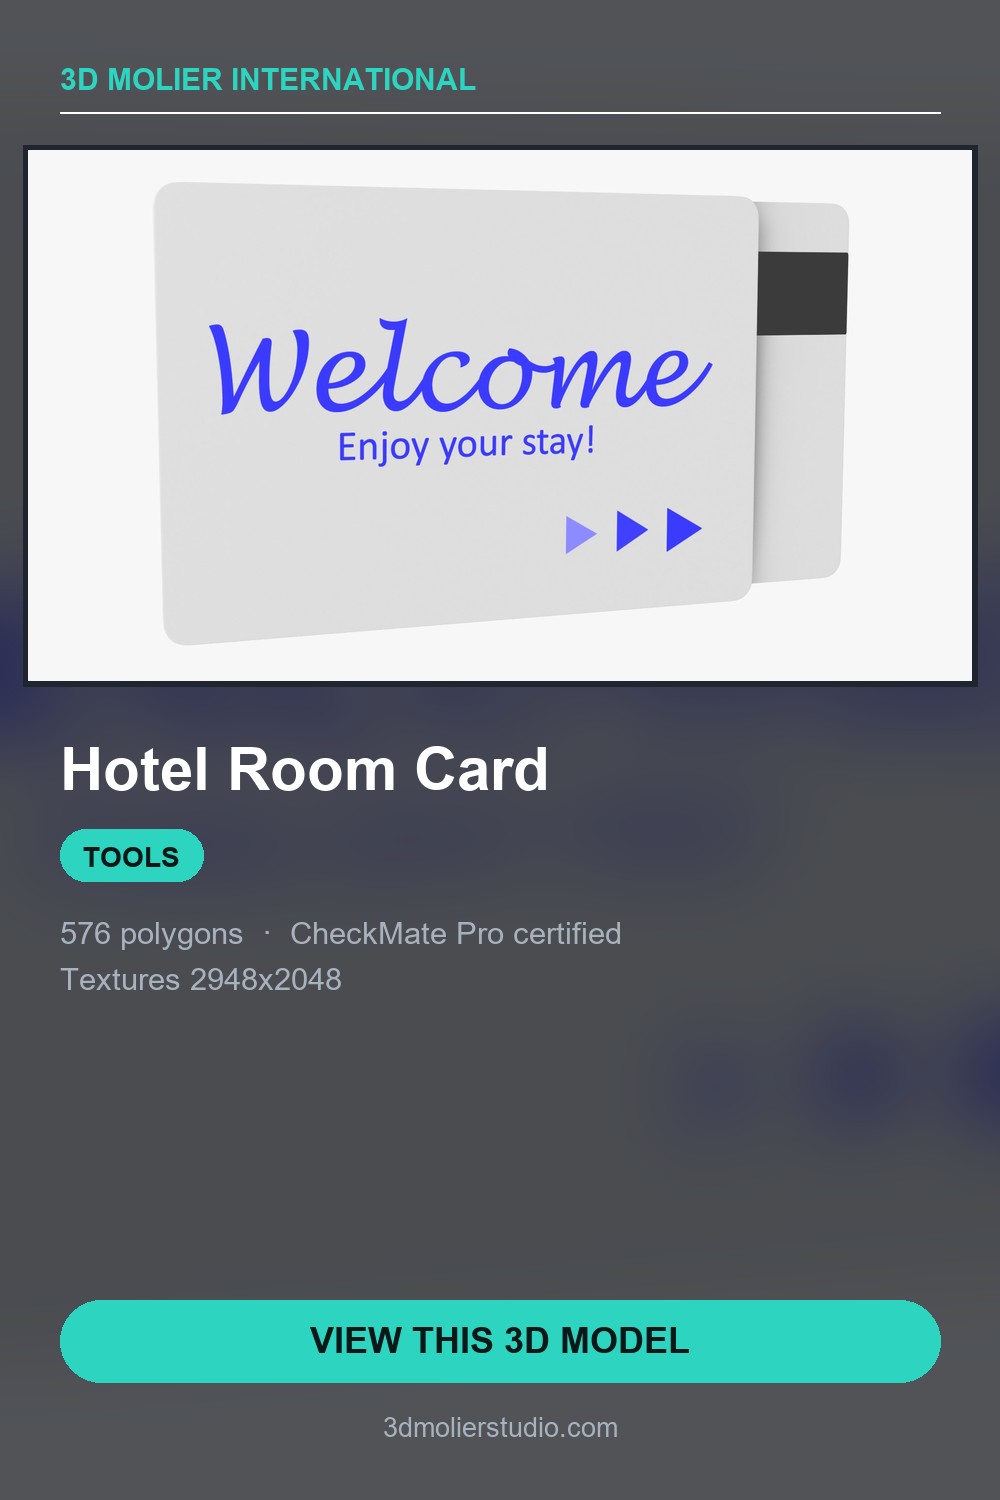 3D MOLIER INTERNATIONAL
Welcome
Enjoy your stay!
Hotel Room Card
TOOLS
576 polygons · CheckMate Pro certified
Textures 2948x2048
VIEW THIS 3D MODEL
3dmolierstudio.com